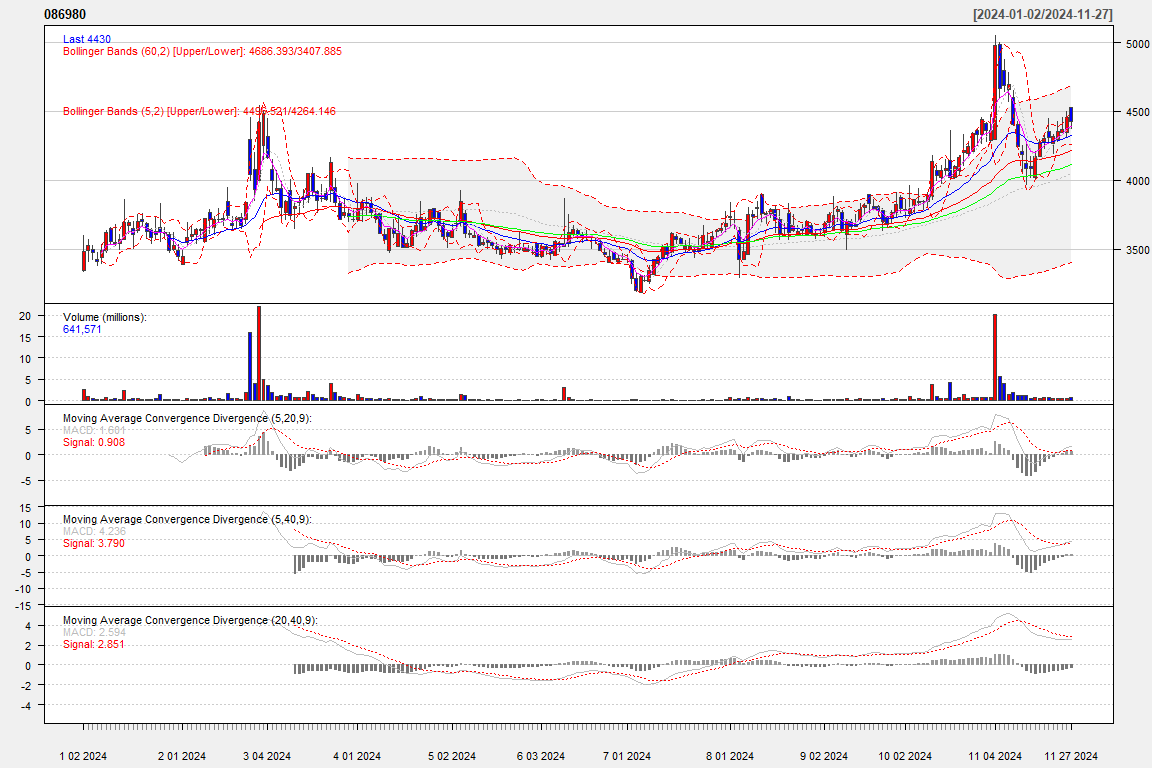 086980
[2024-01-02/2024-11-27]
Last 4430
Bollinger Bands (60,2) [Upper/Lower]: 4686.393/3407.885
Bollinger Bands (5,2) [Upper/Lower]: 4496.521/4264.146
5000
4500
4000
3500
Volume (millions):
641,571
20
15
10
5
0
Moving Average Convergence Divergence (5,20,9):
MACD: 1.601
Signal: 0.908
5
0
-5
Moving Average Convergence Divergence (5,40,9):
MACD: 4.236
Signal: 3.790
15
10
5
0
-5
-10
-15
Moving Average Convergence Divergence (20,40,9):
MACD: 2.594
Signal: 2.851
4
2
0
-2
-4
1 02 2024
2 01 2024
3 04 2024
4 01 2024
5 02 2024
6 03 2024
7 01 2024
8 01 2024
9 02 2024
10 02 2024
11 04 2024
11 27 2024